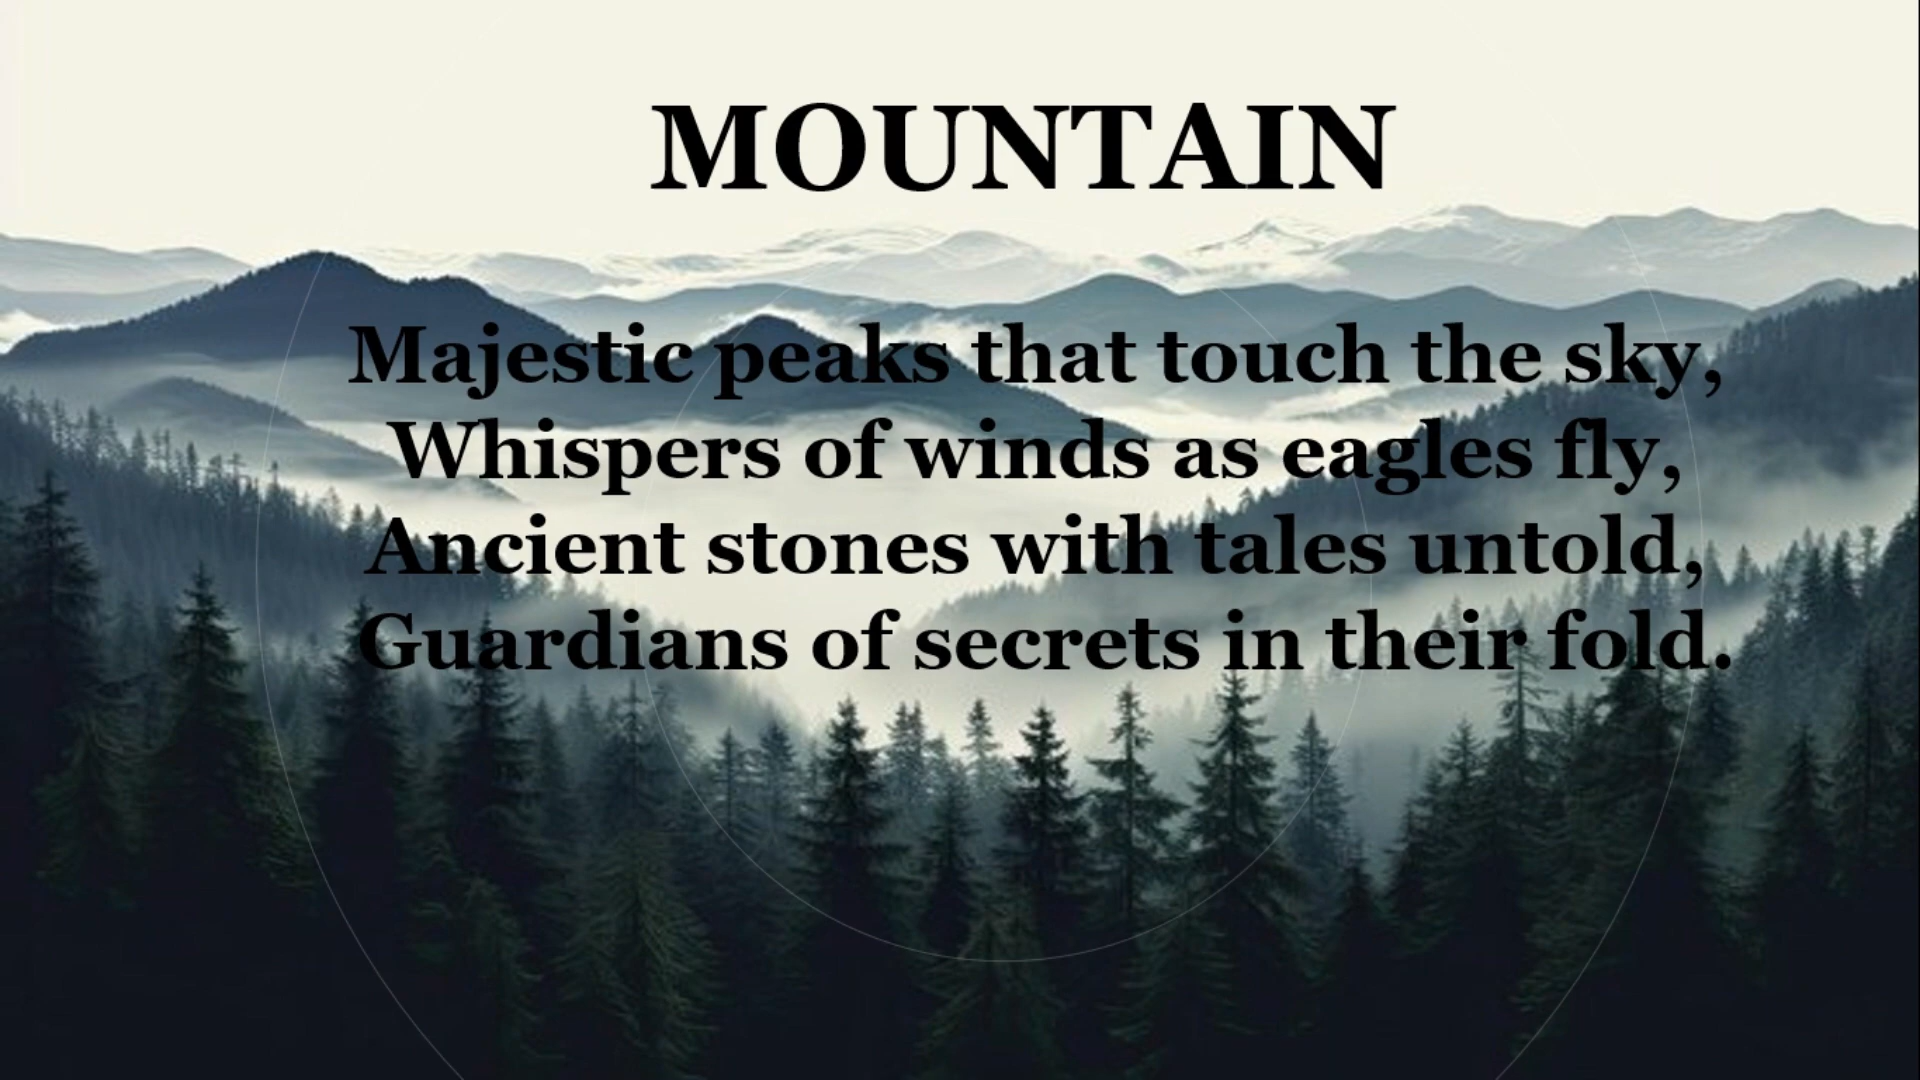 MOUNTAIN
Majestic peaks that touch the sky,
Whispers of winds as eagles fly,
Ancient stones with tales untold,
Guardians of secrets in their fold.